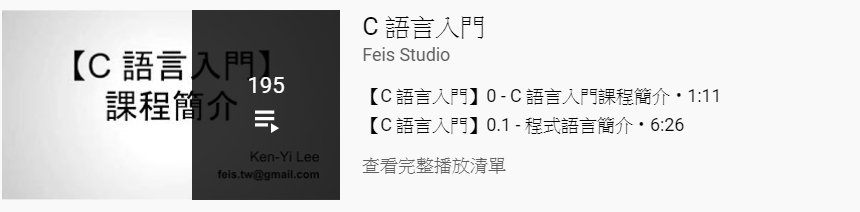 【C 語言入門】
課程簡介
195
Ken-Yi Lee
feis.tw@gmail.com
C 語言入門
Feis Studio
【C 語言入門】0 - C 語言入門課程簡介 • 1:11
【C 語言入門】0.1 - 程式語言簡介 • 6:26
查看完整播放清單